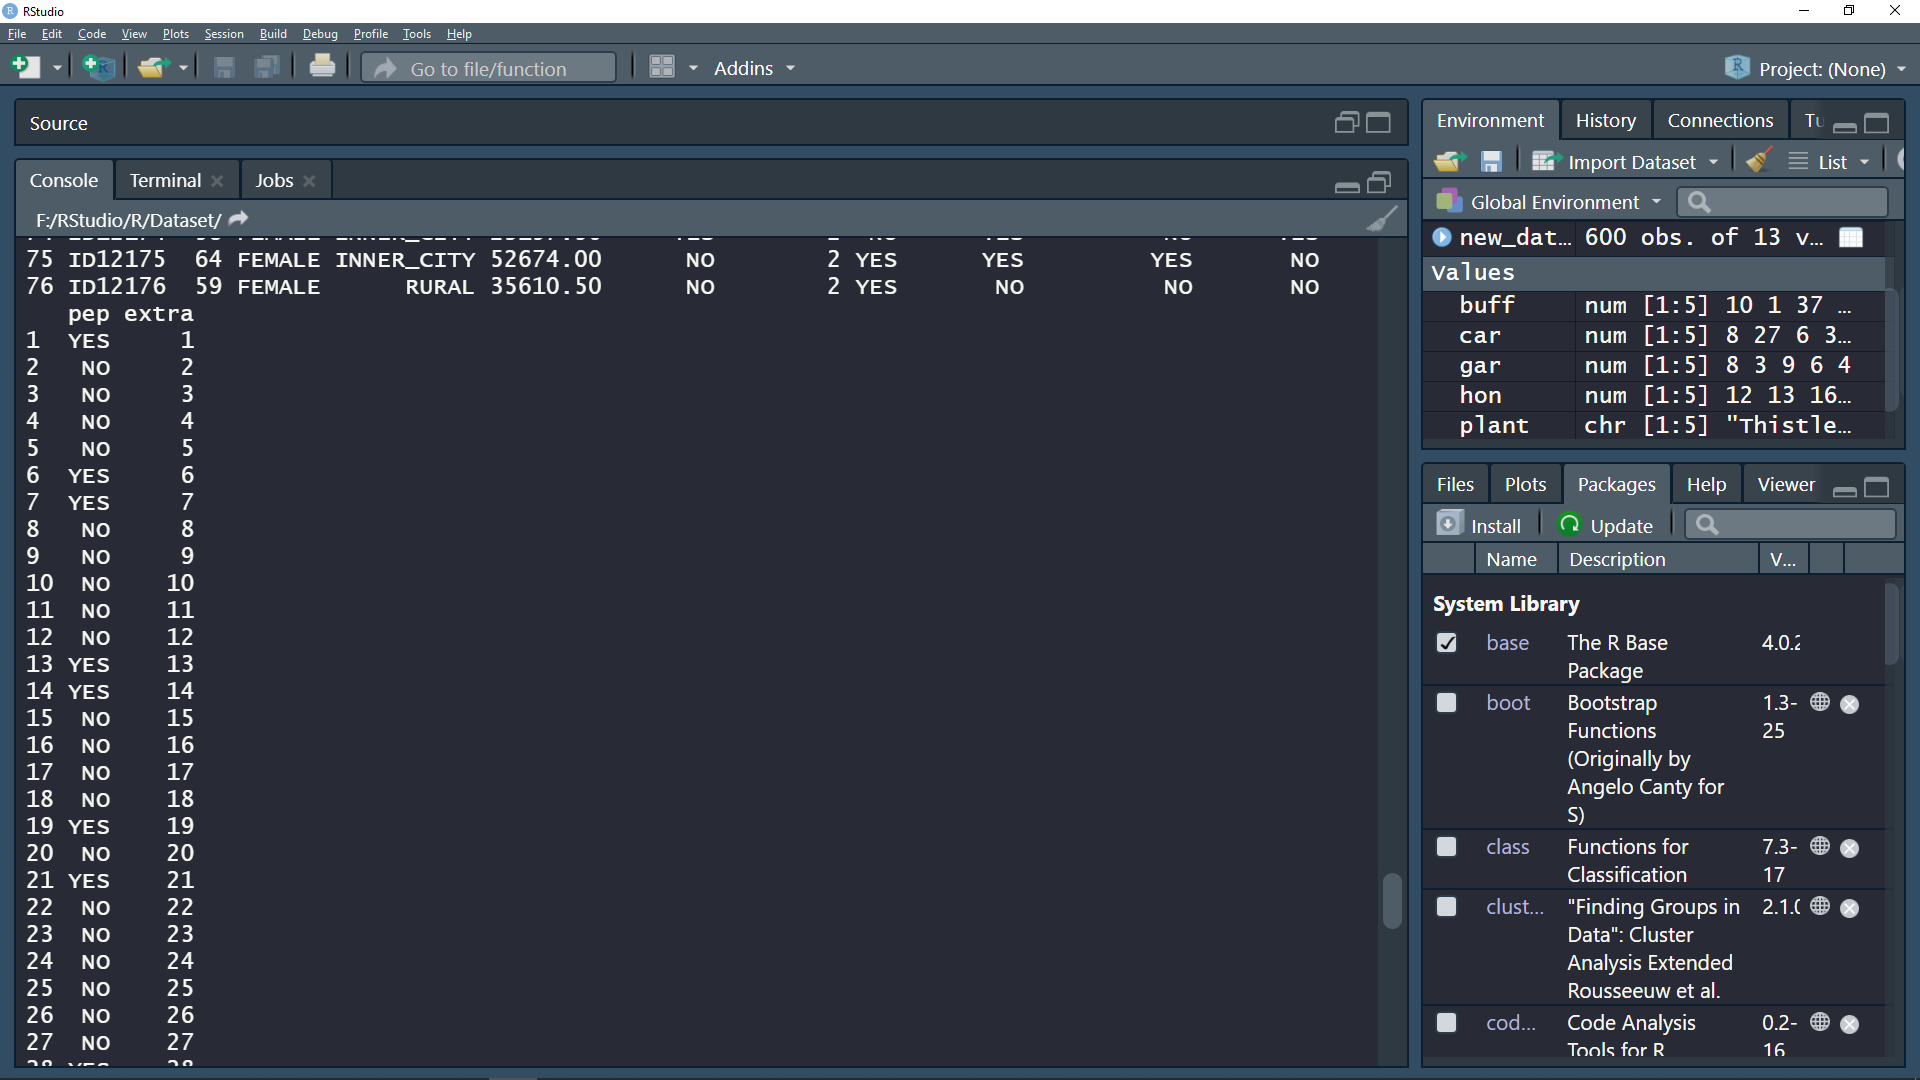 RStudio
File Edit Code View Plots Session Build Debug Profile Tools Help
Go to file/function Addins Project: (None)
Source
Console Terminal Jobs
F:/RStudio/R/Dataset/
75 ID12175 64 FEMALE INNER_CITY 52674.00 NO 2 YES YES YES NO
76 ID12176 59 FEMALE RURAL 35610.50 NO 2 YES NO NO NO
pep extra
1 YES 1
2 NO 2
3 NO 3
4 NO 4
5 NO 5
6 YES 6
7 YES 7
8 NO 8
9 NO 9
10 NO 10
11 NO 11
12 NO 12
13 YES 13
14 YES 14
15 NO 15
16 NO 16
17 NO 17
18 NO 18
19 YES 19
20 NO 20
21 YES 21
22 NO 22
23 NO 23
24 NO 24
25 NO 25
26 NO 26
27 NO 27
Environment History Connections Tu
Import Dataset List
Global Environment
new_dat... 600 obs. of 13 v...
Values
buff num [1:5] 10 1 37 ...
car num [1:5] 8 27 6 3...
gar num [1:5] 8 3 9 6 4
hon num [1:5] 12 13 16...
plant chr [1:5] "Thistle...
Files Plots Packages Help Viewer
Install Update
Name Description V...
System Library
base The R Base 4.0.2
Package
boot Bootstrap 1.3-
Functions 25
(Originally by
Angelo Canty for
S)
class Functions for 7.3-
Classification 17
clust... "Finding Groups in 2.1.0
Data": Cluster
Analysis Extended
Rousseeuw et al.
cod... Code Analysis 0.2-
Tools for R 16